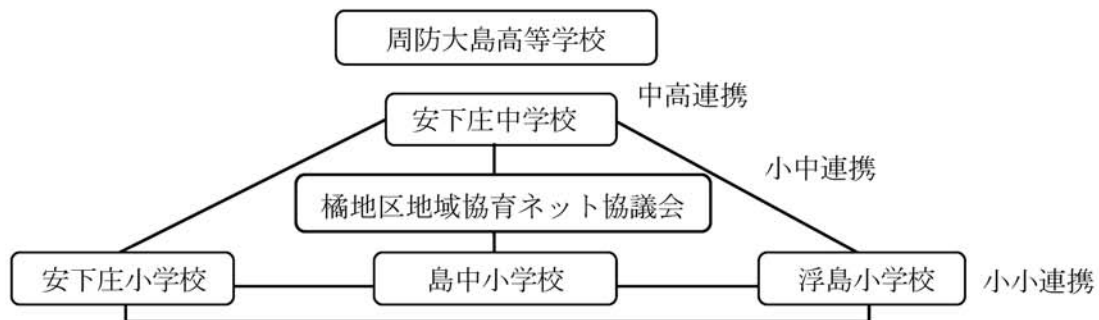 周防大島高等学校
中高連携
安下庄中学校
小中連携
橘地区地域協育ネット協議会
安下庄小学校
島中小学校
浮島小学校
小小連携